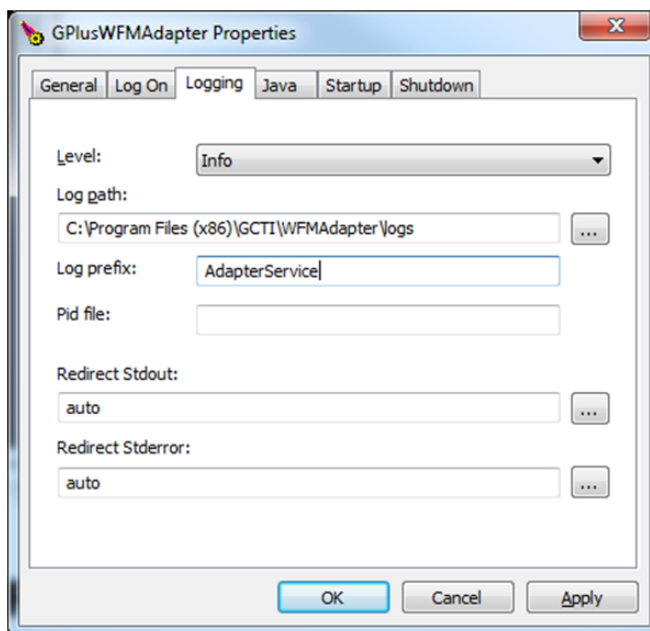 GPlusWFMAdapter Properties
General Log On Logging Java Startup Shutdown
Level: Info
Log path:
C:\Program Files (x86)\GCTI\WFMAdapter\logs ...
Log prefix: AdapterService
Pid file:
Redirect Stdout:
auto ...
Redirect Stderror:
auto ...
OK Cancel Apply